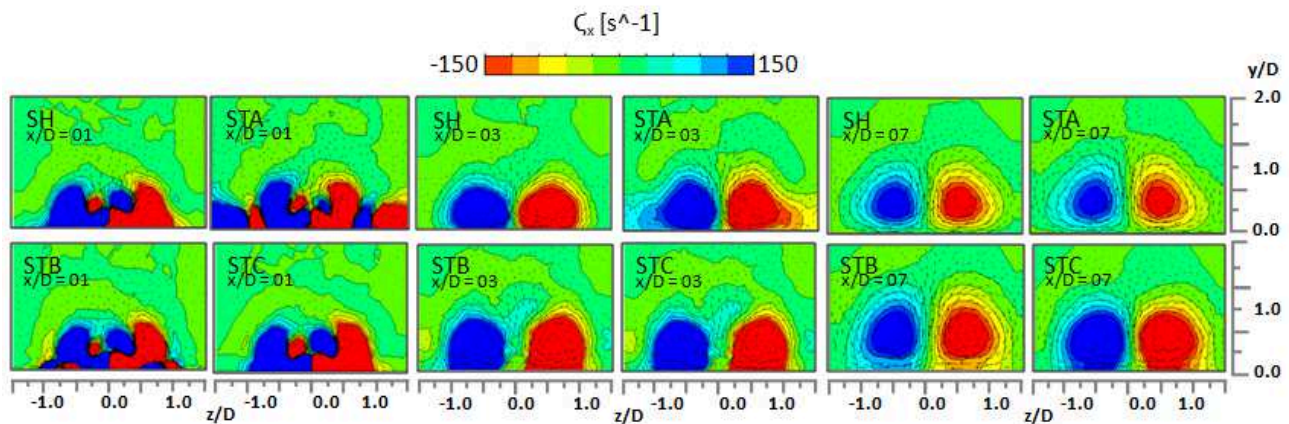 ζₓ [s^-1]
-150 150
y/D
SH
x/D = 01
STA
x/D = 01
SH
x/D = 03
STA
x/D = 03
SH
x/D = 07
STA
x/D = 07
2.0
1.0
0.0
STB
x/D = 01
STC
x/D = 01
STB
x/D = 03
STC
x/D = 03
STB
x/D = 07
STC
x/D = 07
1.0
0.0
-1.0 0.0 1.0 -1.0 0.0 1.0 -1.0 0.0 1.0 -1.0 0.0 1.0 -1.0 0.0 1.0 -1.0 0.0 1.0
z/D z/D z/D